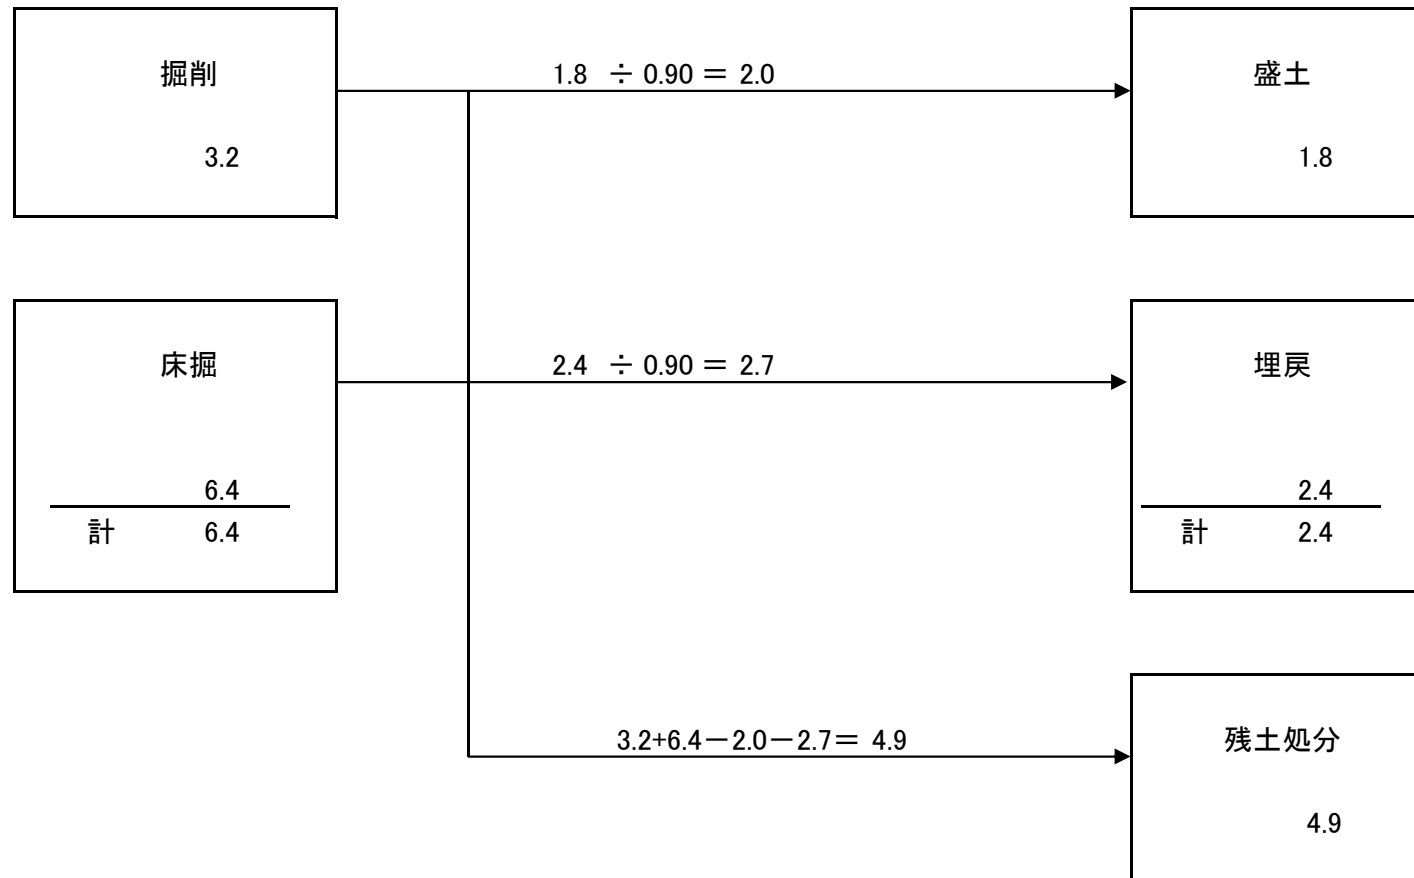 掘削
3.2
1.8 ÷ 0.90 ＝ 2.0
盛土
1.8
床掘
6.4
計 6.4
2.4 ÷ 0.90 ＝ 2.7
埋戻
2.4
計 2.4
3.2+6.4－2.0－2.7＝ 4.9
残土処分
4.9